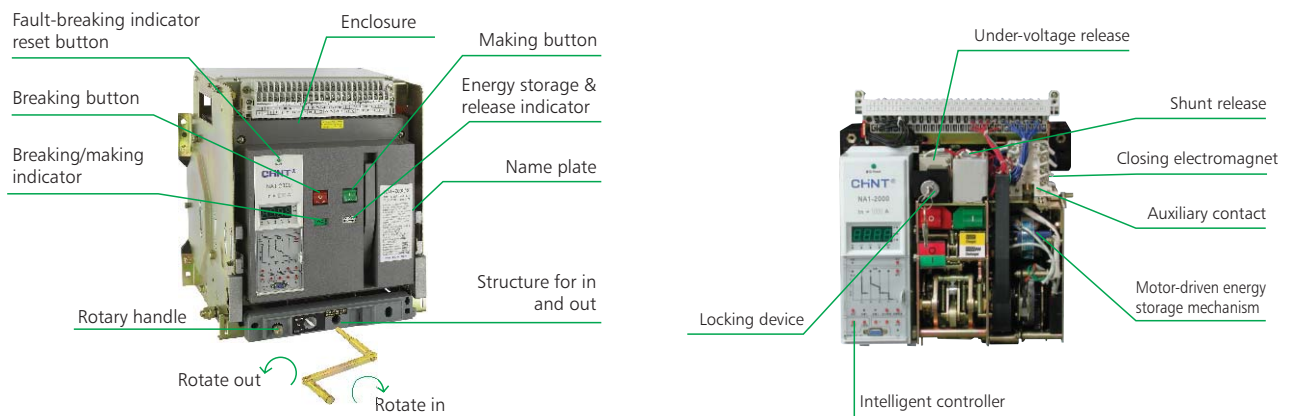 Fault-breaking indicator
reset button
Enclosure
Making button
Energy storage &
release indicator
Breaking button
Breaking/making
indicator
Name plate
Structure for in
and out
Rotary handle
Rotate out
Rotate in
CHNT®
NA1-2000
Under-voltage release
Shunt release
Closing electromagnet
Auxiliary contact
Motor-driven energy
storage mechanism
Locking device
Intelligent controller
CHNT®
NA1-2000